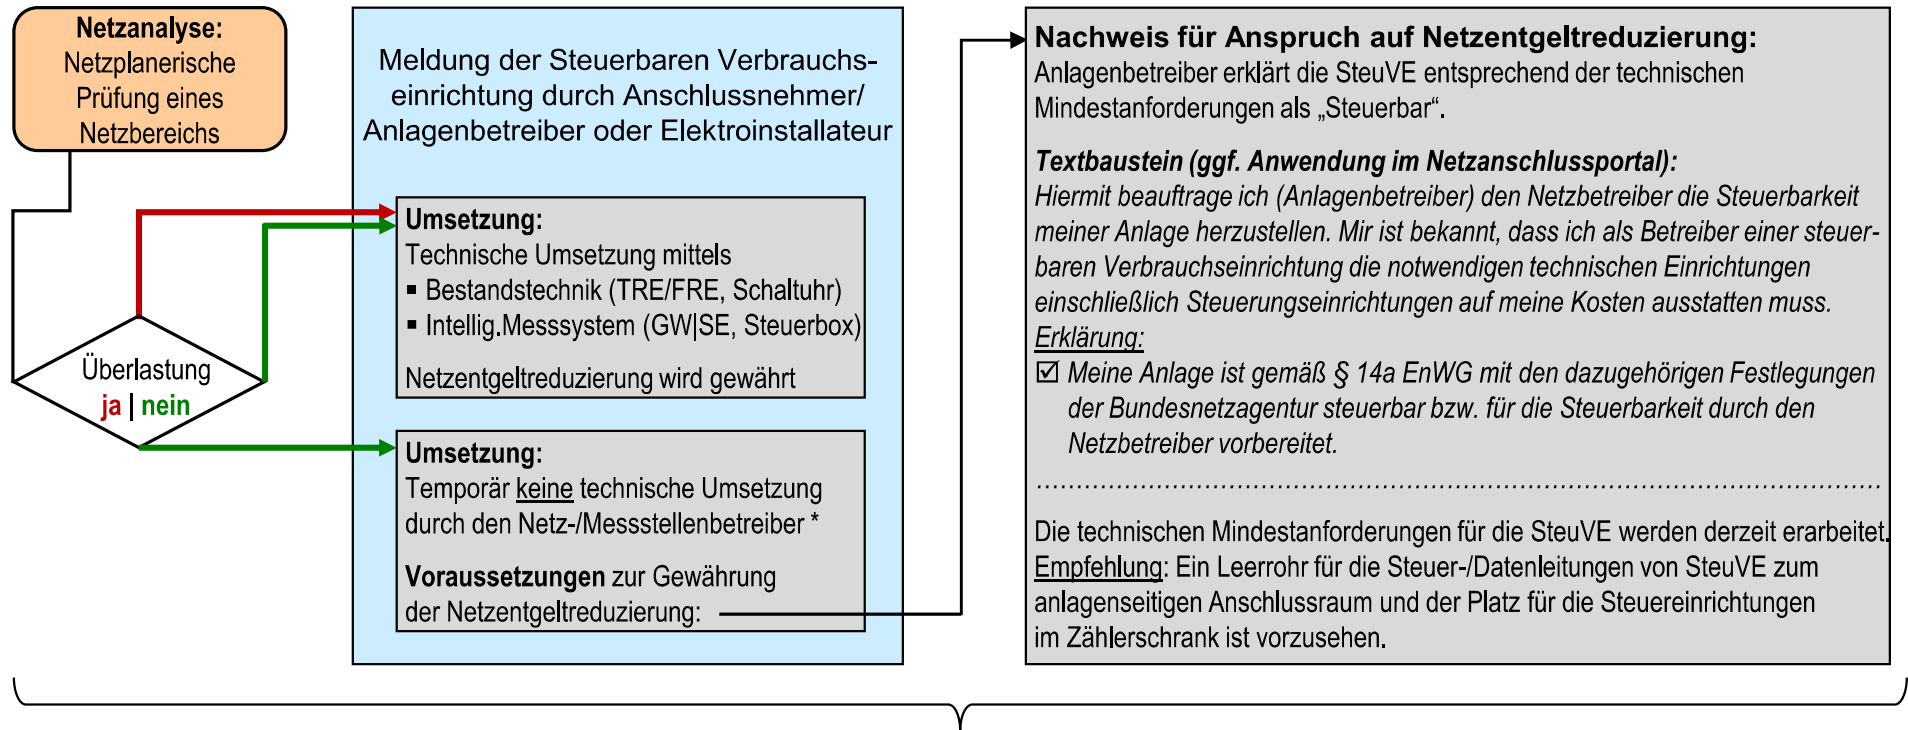 Netzanalyse:
Netzplanerische
Prüfung eines
Netzbereichs
Überlastung
ja | nein
Meldung der Steuerbaren Verbrauchs-
einrichtung durch Anschlussnehmer/
Anlagenbetreiber oder Elektroinstallateur
Umsetzung:
Technische Umsetzung mittels
▪ Bestandstechnik (TRE/FRE, Schaltuhr)
▪ Intellig.Messsystem (GW|SE, Steuerbox)
Netzentgeltreduzierung wird gewährt
Umsetzung:
Temporär keine technische Umsetzung
durch den Netz-/Messstellenbetreiber *
Voraussetzungen zur Gewährung
der Netzentgeltreduzierung:
Nachweis für Anspruch auf Netzentgeltreduzierung:
Anlagenbetreiber erklärt die SteuVE entsprechend der technischen
Mindestanforderungen als „Steuerbar“.
Textbaustein (ggf. Anwendung im Netzanschlussportal):
Hiermit beauftrage ich (Anlagenbetreiber) den Netzbetreiber die Steuerbarkeit
meiner Anlage herzustellen. Mir ist bekannt, dass ich als Betreiber einer steuer-
baren Verbrauchseinrichtung die notwendigen technischen Einrichtungen
einschließlich Steuerungseinrichtungen auf meine Kosten ausstatten muss.
Erklärung:
☑ Meine Anlage ist gemäß § 14a EnWG mit den dazugehörigen Festlegungen
der Bundesnetzagentur steuerbar bzw. für die Steuerbarkeit durch den
Netzbetreiber vorbereitet.
Die technischen Mindestanforderungen für die SteuVE werden derzeit erarbeitet.
Empfehlung: Ein Leerrohr für die Steuer-/Datenleitungen von SteuVE zum
anlagenseitigen Anschlussraum und der Platz für die Steuereinrichtungen
im Zählerschrank ist vorzusehen.